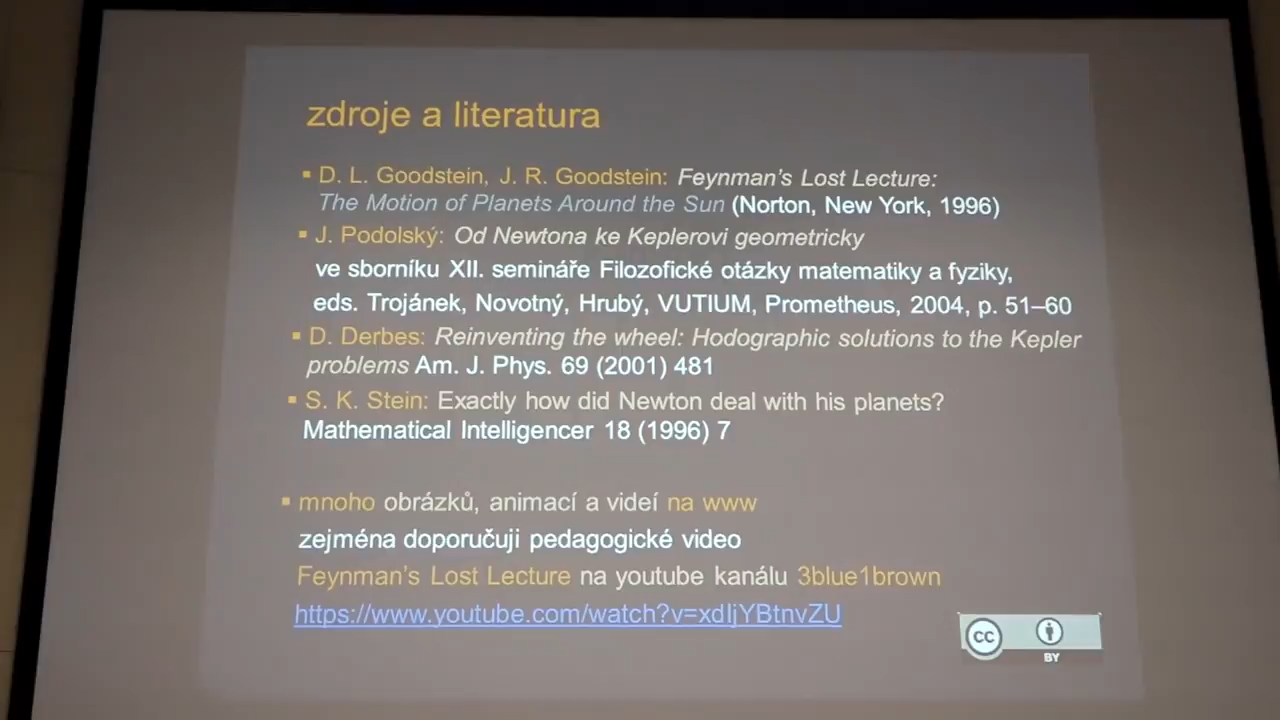 zdroje a literatura
▪ D. L. Goodstein, J. R. Goodstein: Feynman's Lost Lecture:
The Motion of Planets Around the Sun (Norton, New York, 1996)
▪ J. Podolský: Od Newtona ke Keplerovi geometricky
ve sborníku XII. semináře Filozofické otázky matematiky a fyziky,
eds. Trojánek, Novotný, Hrubý, VUTIUM, Prometheus, 2004, p. 51–60
▪ D. Derbes: Reinventing the wheel: Hodographic solutions to the Kepler
problems Am. J. Phys. 69 (2001) 481
▪ S. K. Stein: Exactly how did Newton deal with his planets?
Mathematical Intelligencer 18 (1996) 7
▪ mnoho obrázků, animací a videí na www
zejména doporučuji pedagogické video
Feynman's Lost Lecture na youtube kanálu 3blue1brown
https://www.youtube.com/watch?v=xdIjYBtnvZU
cc
BY